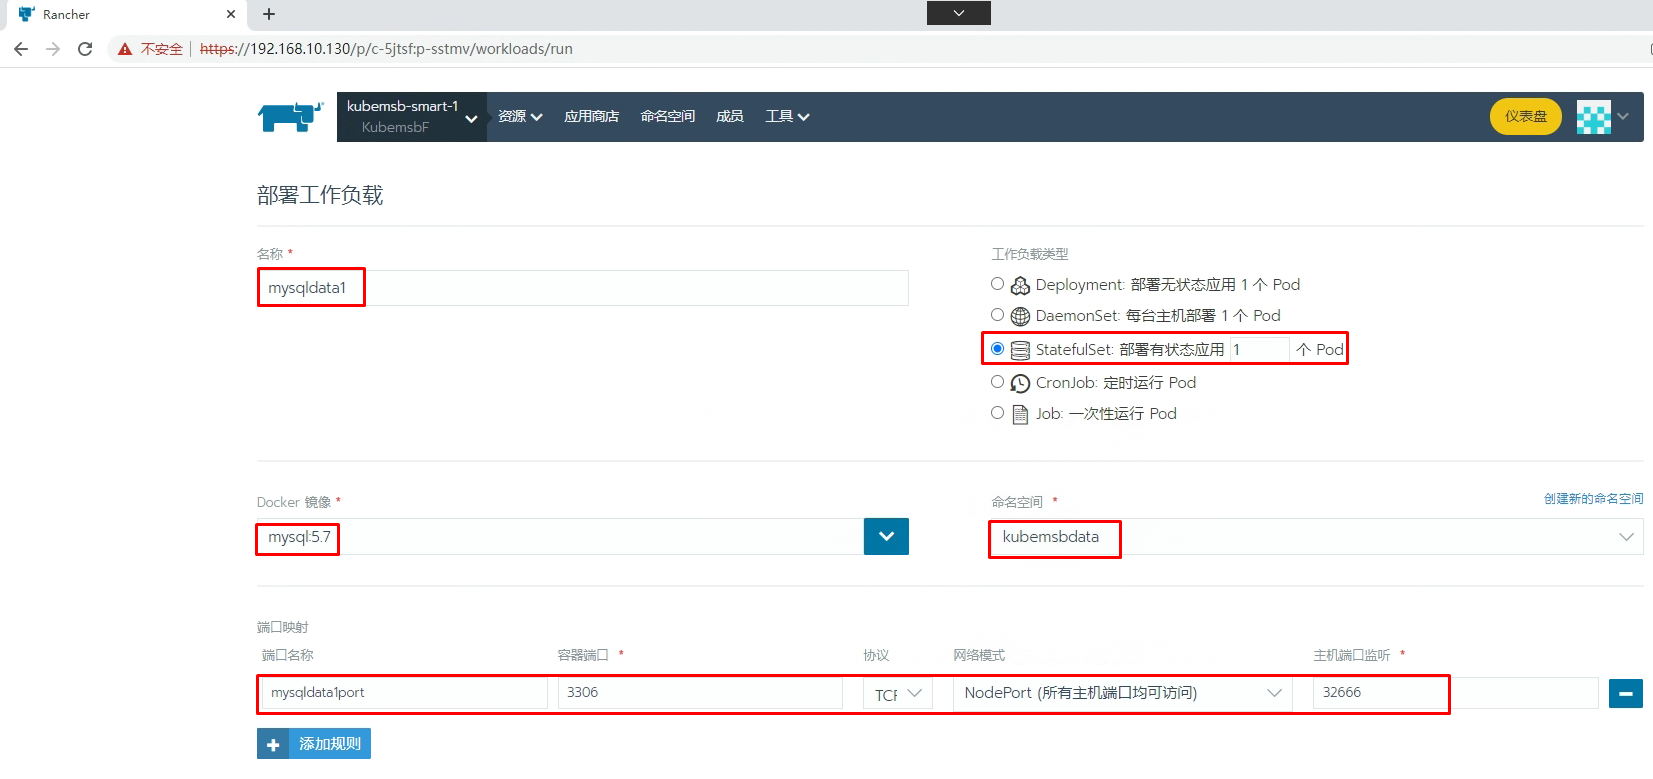 Rancher
不安全 https://192.168.10.130/p/c-5jtsf:p-sstmv/workloads/run
kubemsb-smart-1
KubemsbF
资源 应用商店 命名空间 成员 工具
仪表盘
部署工作负载
名称 *
mysqldata1
工作负载类型
Deployment: 部署无状态应用 1 个 Pod
DaemonSet: 每台主机部署 1 个 Pod
StatefulSet: 部署有状态应用 1 个 Pod
CronJob: 定时运行 Pod
Job: 一次性运行 Pod
Docker 镜像 *
mysql:5.7
命名空间 *
创建新的命名空间
kubemsbdata
端口映射
端口名称 容器端口 * 协议 网络模式 主机端口监听 *
mysqldata1port 3306 TCP NodePort (所有主机端口均可访问) 32666
添加规则